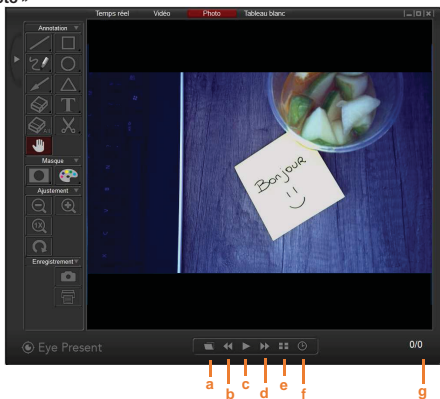 Temps réel Vidéo Photo Tableau blanc
Annotation
T
Masque
Ajustement
1X
Enregistrement
Bonjour
Eye Present
0/0
a b c d e f g